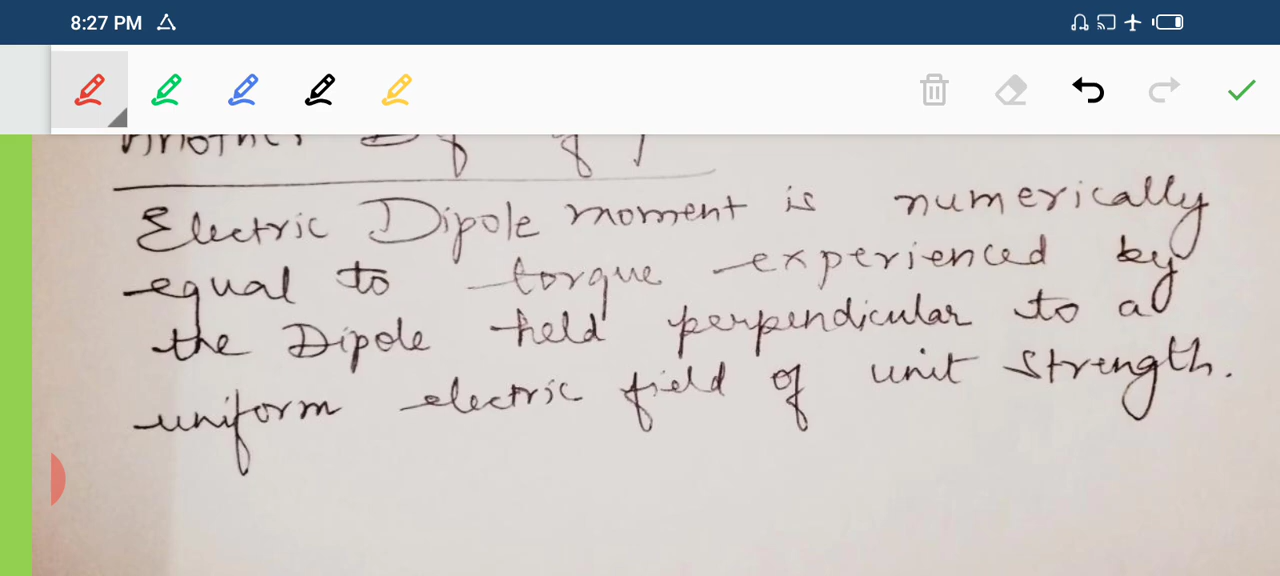 8:27 PM
Electric Dipole moment is numerically
equal to torque experienced by
the Dipole held perpendicular to a
uniform electric field of unit strength.